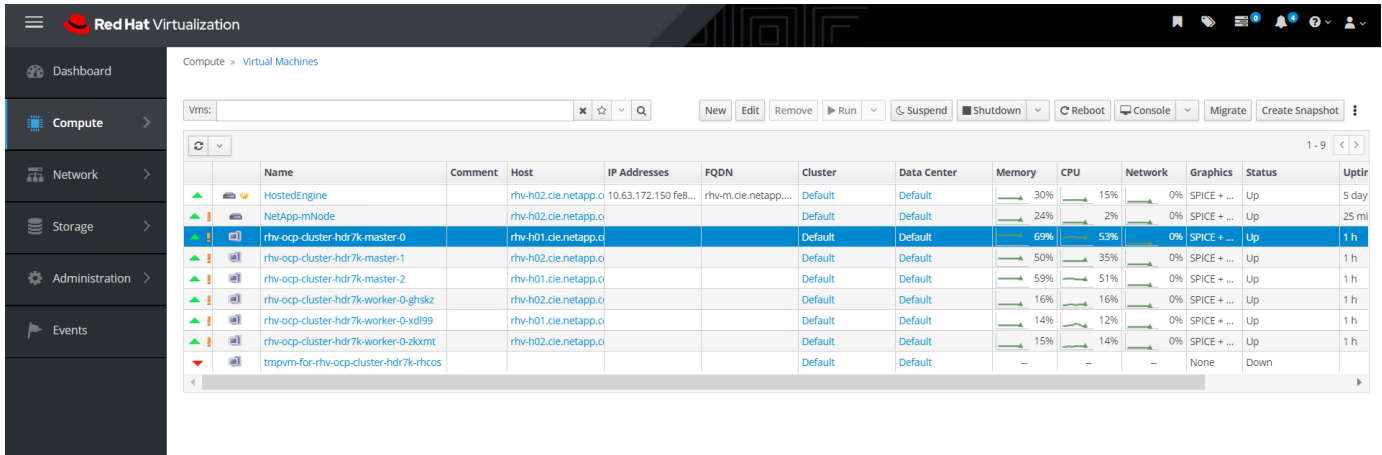 Red Hat Virtualization
0 4
Dashboard
Compute
Network
Storage
Administration
Events
Compute » Virtual Machines
Vms:
New Edit Remove Run Suspend Shutdown Reboot Console Migrate Create Snapshot
1 - 9
Name Comment Host IP Addresses FQDN Cluster Data Center Memory CPU Network Graphics Status Uptin
HostedEngine rhv-h02.cie.netapp.c 10.63.172.150 fe8... rhv-m.cie.netapp.... Default Default 30% 15% 0% SPICE + ... Up 5 day
NetApp-mNode rhv-h02.cie.netapp.c Default Default 24% 2% 0% SPICE + ... Up 25 mi
rhv-ocp-cluster-hdr7k-master-0 rhv-h01.cie.netapp.c Default Default 69% 53% 0% SPICE + ... Up 1 h
rhv-ocp-cluster-hdr7k-master-1 rhv-h02.cie.netapp.c Default Default 50% 35% 0% SPICE + ... Up 1 h
rhv-ocp-cluster-hdr7k-master-2 rhv-h01.cie.netapp.c Default Default 59% 51% 0% SPICE + ... Up 1 h
rhv-ocp-cluster-hdr7k-worker-0-ghskz rhv-h02.cie.netapp.c Default Default 16% 16% 0% SPICE + ... Up 1 h
rhv-ocp-cluster-hdr7k-worker-0-xdl99 rhv-h01.cie.netapp.c Default Default 14% 12% 0% SPICE + ... Up 1 h
rhv-ocp-cluster-hdr7k-worker-0-zkxmt rhv-h02.cie.netapp.c Default Default 15% 14% 0% SPICE + ... Up 1 h
tmpvm-for-rhv-ocp-cluster-hdr7k-rhcos Default Default -- -- -- None Down